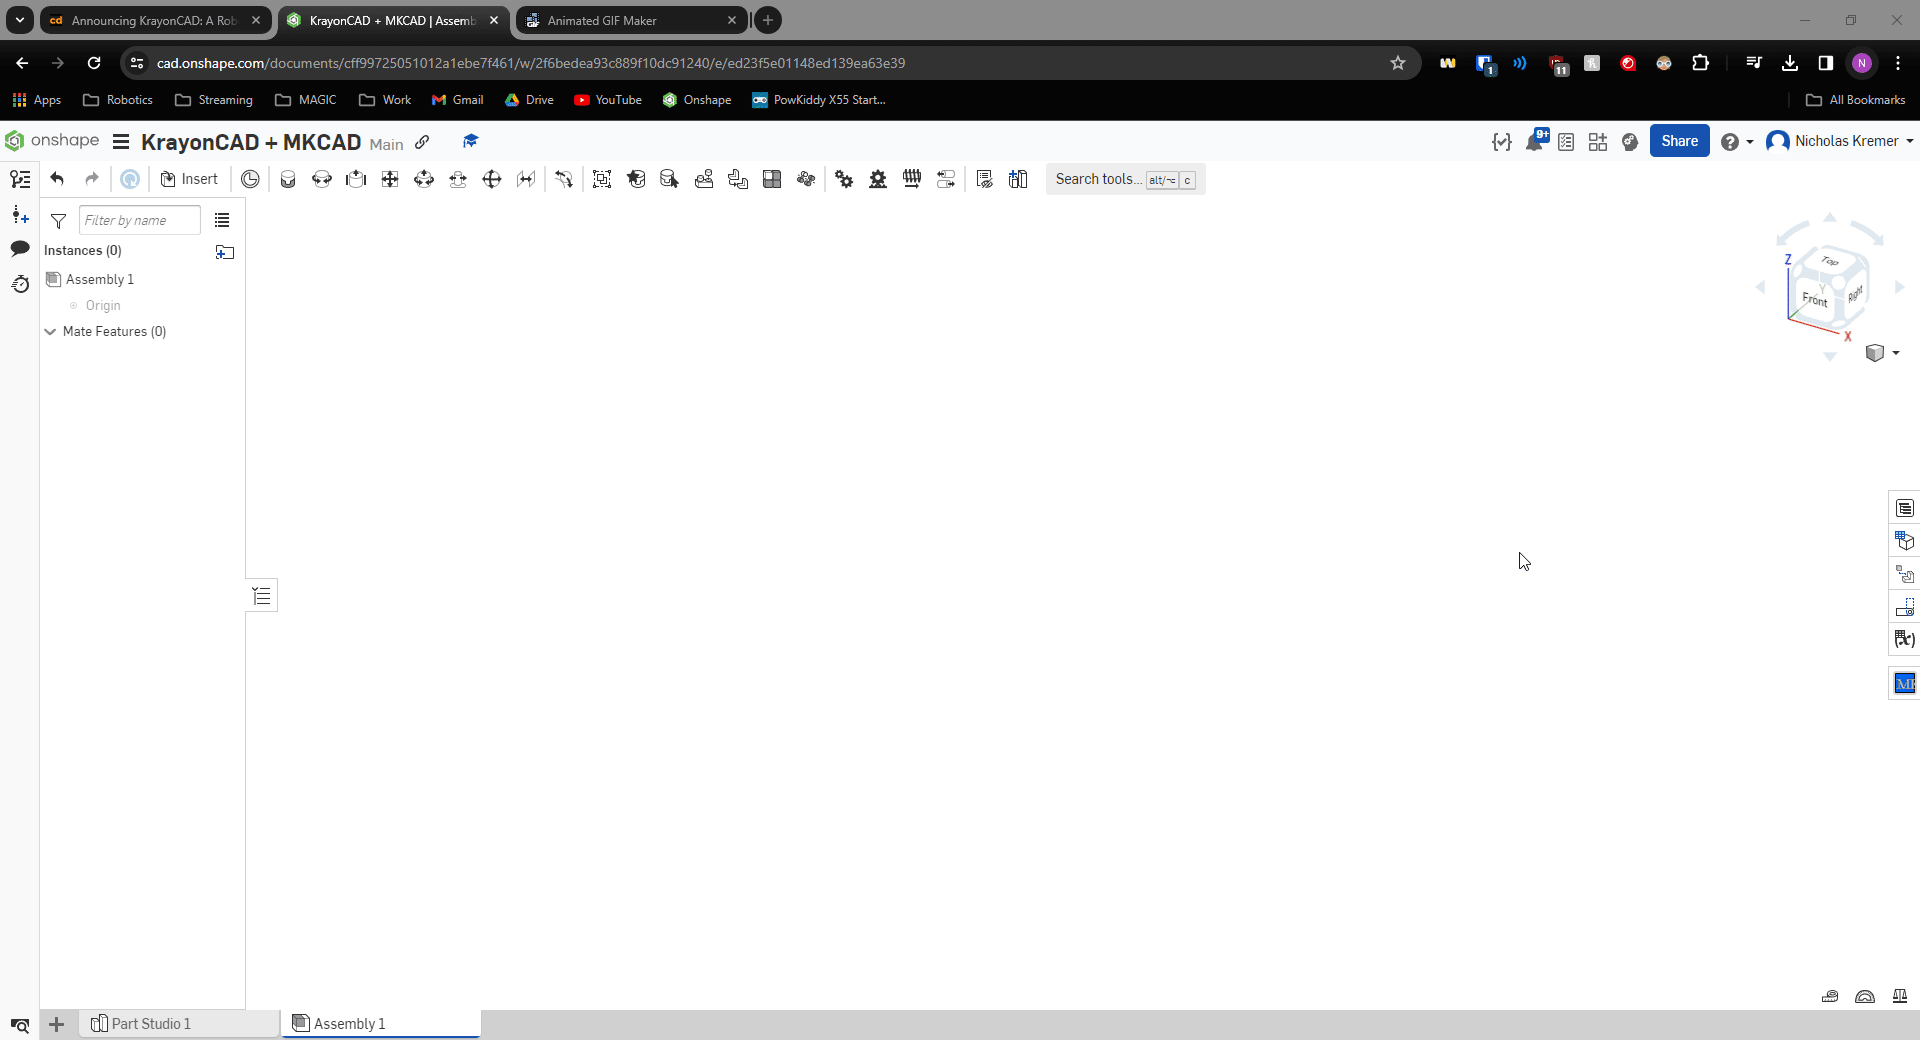 Announcing KrayonCAD: A Rob
KrayonCAD + MKCAD | Assemb
Animated GIF Maker
cad.onshape.com/documents/cff99725051012a1ebe7f461/w/2f6bedea93c889f10dc91240/e/ed23f5e01148ed139ea63e39
1
11
N
Apps
Robotics
Streaming
MAGIC
Work
Gmail
Drive
YouTube
Onshape
PowKiddy X55 Start...
All Bookmarks
onshape
KrayonCAD + MKCAD
Main
9+
Share
Nicholas Kremer
Insert
Search tools... alt/⌥ c
Filter by name
Instances (0)
Assembly 1
Origin
Mate Features (0)
Z
Top
Y
Front
Right
X
Part Studio 1
Assembly 1